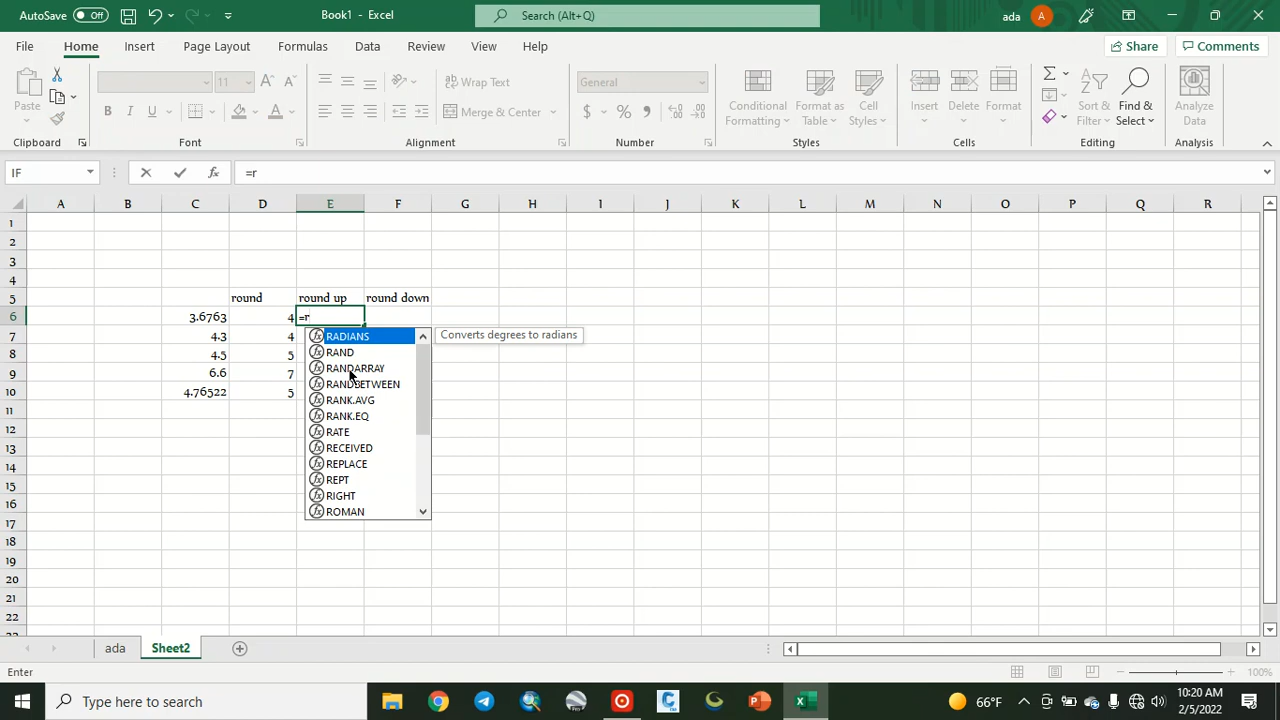 AutoSave Off Book1 - Excel Search (Alt+Q) ada A
File Home Insert Page Layout Formulas Data Review View Help Share Comments
Paste 11 A A Wrap Text General Conditional Formatting Format as Table Cell Styles Insert Delete Format Sort & Filter Find & Select Analyze Data
B I U A Merge & Center $ % ,
Clipboard Font Alignment Number Styles Cells Editing Analysis
IF fx =r
A B C D E F G H I J K L M N O P Q R
1
2
3
4
5 round round up round down
6 3.6763 4 =r
7 4.3 4 RADIANS Converts degrees to radians
RAND
8 4.5 5
9 6.6 7 RANDARRAY
RANDBETWEEN
10 4.76522 5
RANK.AVG
11 RANK.EQ
12 RATE
13 RECEIVED
14 REPLACE
15 REPT
16 RIGHT
ROMAN
17
18
19
20
21
22
23
ada Sheet2
Enter 100%
Type here to search 66°F 10:20 AM
2/5/2022